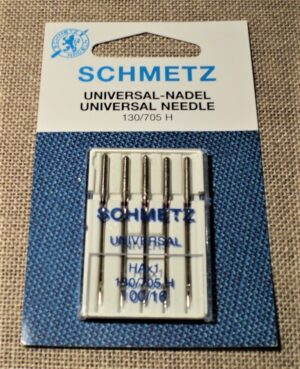 SCHMETZ
UNIVERSAL-NADEL
UNIVERSAL NEEDLE
130/705 H
SCHMETZ
UNIVERSAL
HAx1
130/705 H
100/16